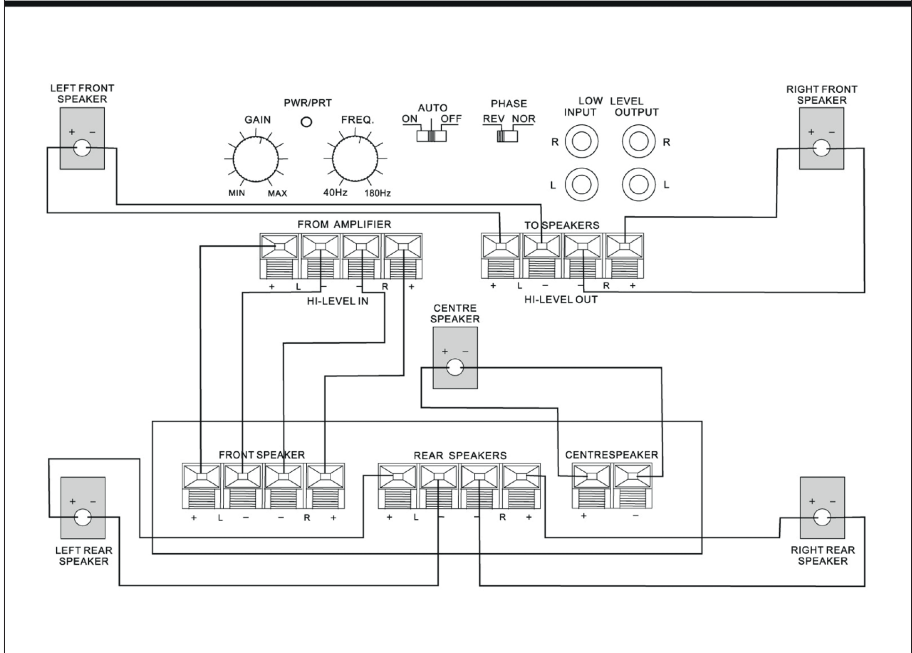 LEFT FRONT
SPEAKER
+ −
PWR/PRT
GAIN
MIN MAX
FREQ.
40Hz 180Hz
AUTO
ON OFF
PHASE
REV NOR
LOW LEVEL
INPUT OUTPUT
R R
L L
RIGHT FRONT
SPEAKER
+ −
FROM AMPLIFIER
+ L − − R +
HI-LEVEL IN
TO SPEAKERS
+ L − − R +
HI-LEVEL OUT
CENTRE
SPEAKER
+ −
FRONT SPEAKER
+ L − − R +
REAR SPEAKERS
+ L − − R +
CENTRESPEAKER
+ −
+ −
LEFT REAR
SPEAKER
+ −
RIGHT REAR
SPEAKER